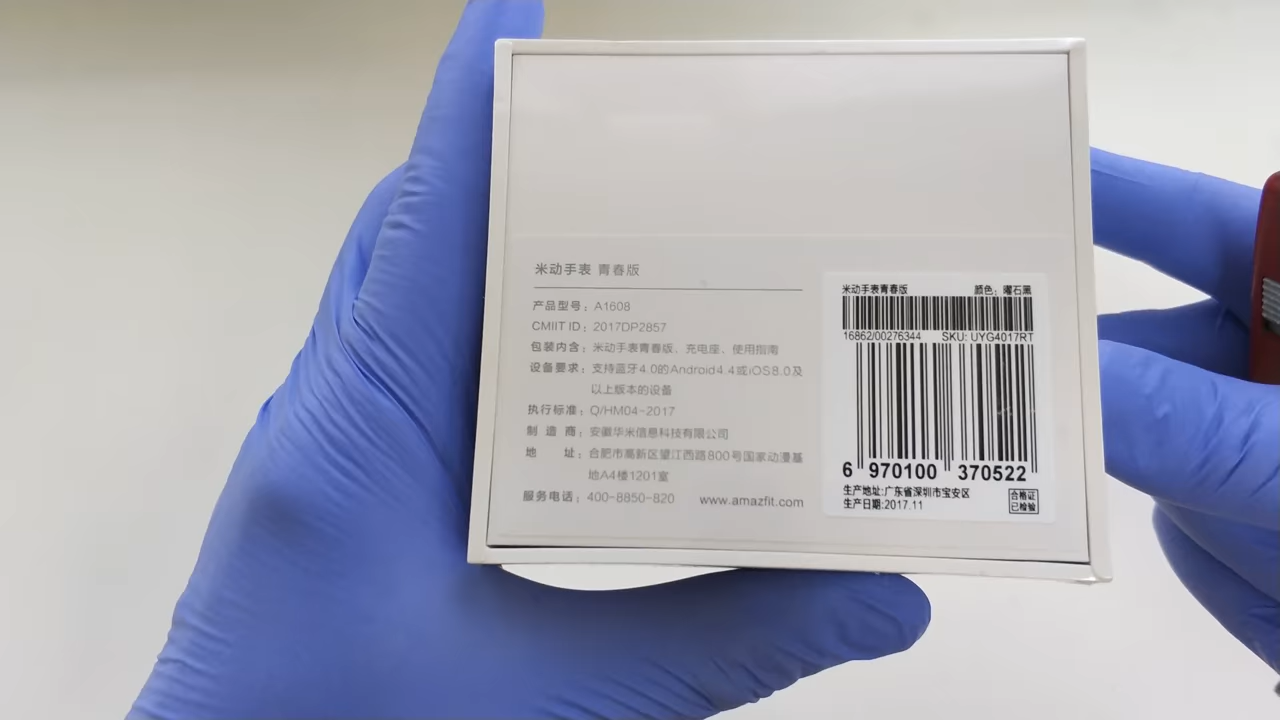 米动手表 青春版
产品型号：A1608
CMIIT ID：2017DP2857
包装内含：米动手表青春版、充电座、使用指南
设备要求：支持蓝牙4.0的Android4.4或iOS8.0及
以上版本的设备
执行标准：Q/HM04-2017
制 造 商：安徽华米信息科技有限公司
地 址：合肥市高新区望江西路800号国家动漫基
地A4楼1201室
服务电话：400-8850-820 www.amazfit.com
米动手表青春版 颜色：曜石黑
16862/00276344 SKU: UYG4017RT
6 970100 370522
生产地址:广东省深圳市宝安区
生产日期:2017.11
合格证
已检验